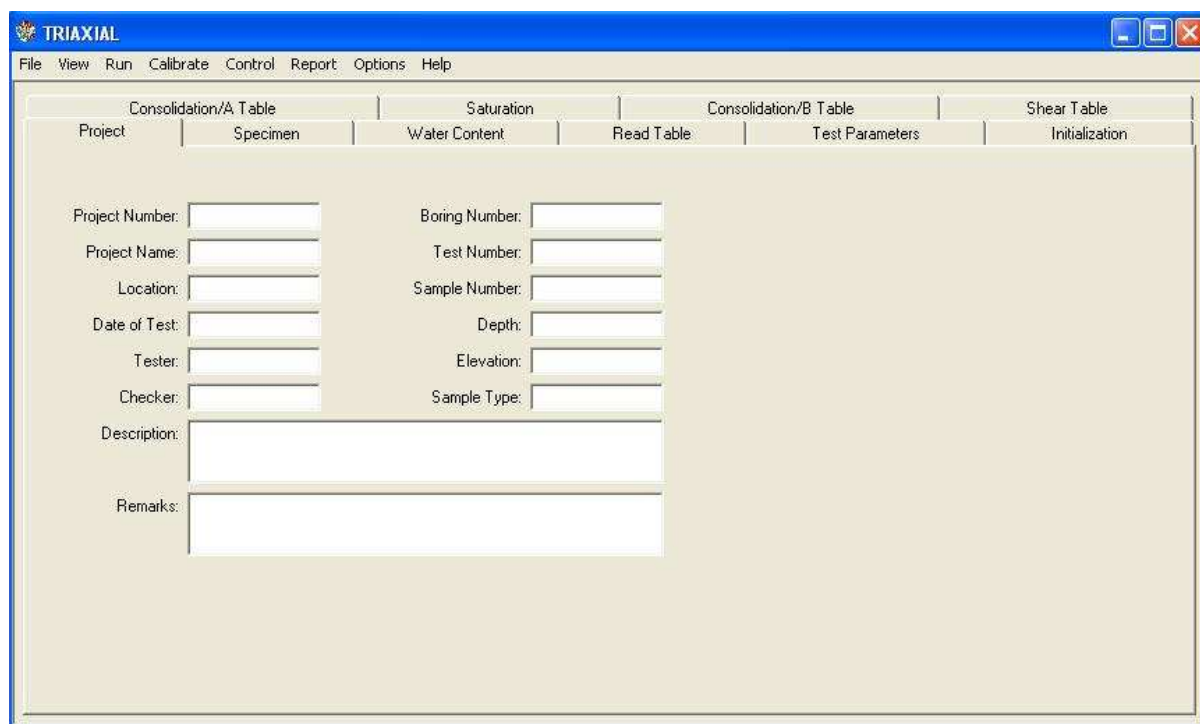 TRIAXIAL
File View Run Calibrate Control Report Options Help
Consolidation/A Table Saturation Consolidation/B Table Shear Table
Project Specimen Water Content Read Table Test Parameters Initialization
Project Number: Boring Number:
Project Name: Test Number:
Location: Sample Number:
Date of Test: Depth:
Tester: Elevation:
Checker: Sample Type:
Description:
Remarks: